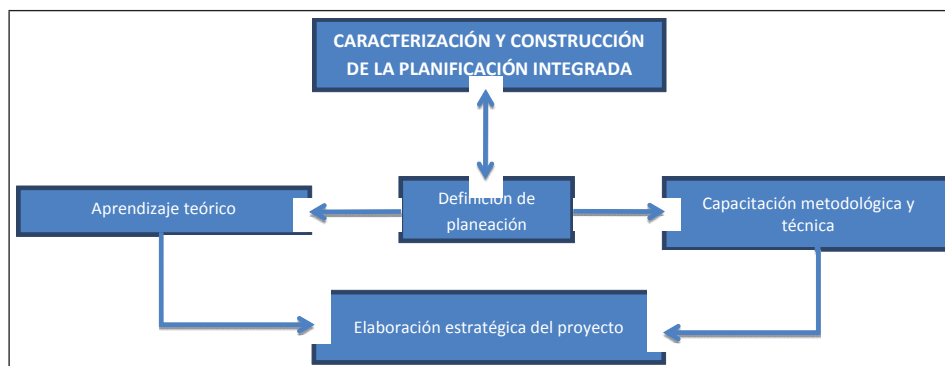 CARACTERIZACIÓN Y CONSTRUCCIÓN
DE LA PLANIFICACIÓN INTEGRADA
Aprendizaje teórico
Definición de
planeación
Capacitación metodológica y
técnica
Elaboración estratégica del proyecto